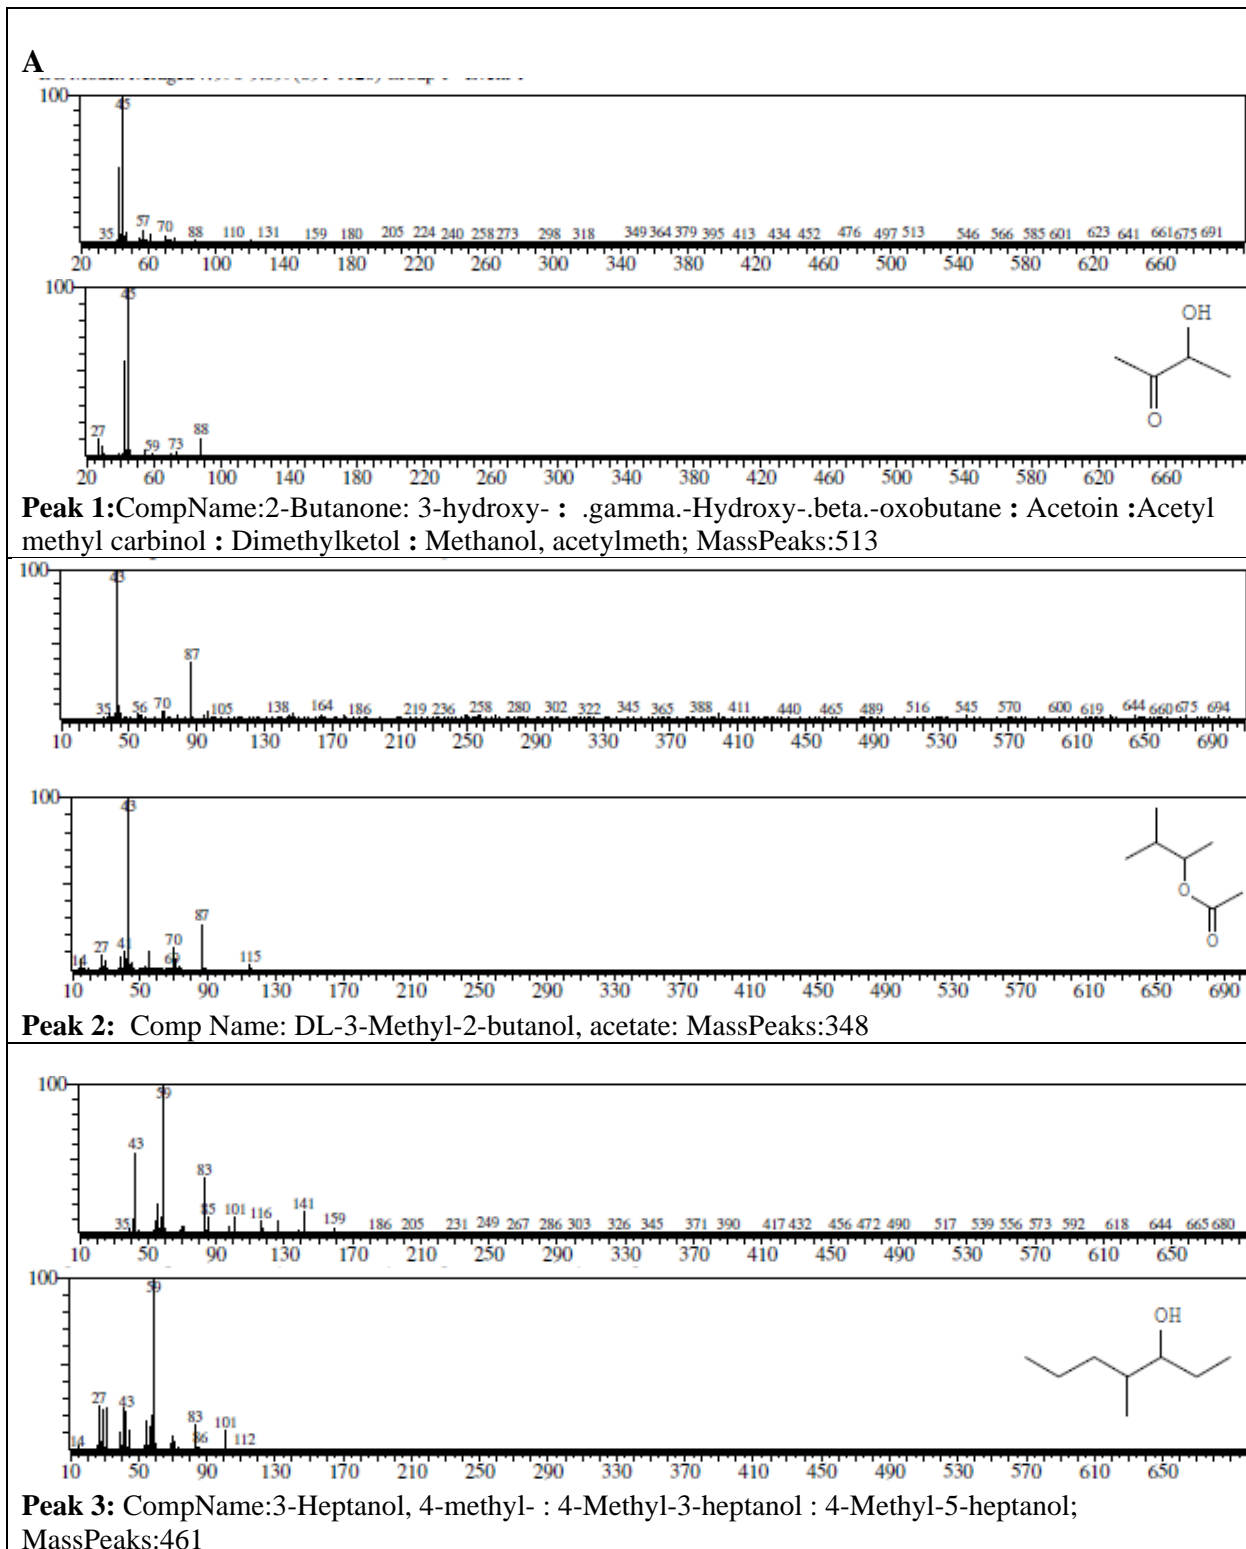 A
100
45
35 57 70 88 110 131 159 180 205 224 240 258 273 298 318 349 364 379 395 413 434 452 476 497 513 546 566 585 601 623 641 661 675 691
20 60 100 140 180 220 260 300 340 380 420 460 500 540 580 620 660
100
45
OH
O
27 59 73 88
20 60 100 140 180 220 260 300 340 380 420 460 500 540 580 620 660
Peak 1:CompName:2-Butanone: 3-hydroxy- : .gamma.-Hydroxy-.beta.-oxobutane : Acetoin :Acetyl
methyl carbinol : Dimethylketol : Methanol, acetylmeth; MassPeaks:513
100
43
87
35 56 70 105 138 164 186 219 236 258 280 302 322 345 365 388 411 440 465 489 516 545 570 600 619 644 660 675 694
10 50 90 130 170 210 250 290 330 370 410 450 490 530 570 610 650 690
100
43
O
O
87
14 27 41 69 70 115
10 50 90 130 170 210 250 290 330 370 410 450 490 530 570 610 650 690
Peak 2: Comp Name: DL-3-Methyl-2-butanol, acetate: MassPeaks:348
100
59
43
83
35 85 101 116 141 159 186 205 231 249 267 286 303 326 345 371 390 417 432 456 472 490 517 539 556 573 592 618 644 665 680
10 50 90 130 170 210 250 290 330 370 410 450 490 530 570 610 650
100
59
OH
27 43
14 83 86 101 112
10 50 90 130 170 210 250 290 330 370 410 450 490 530 570 610 650
Peak 3: CompName:3-Heptanol, 4-methyl- : 4-Methyl-3-heptanol : 4-Methyl-5-heptanol;
MassPeaks:461